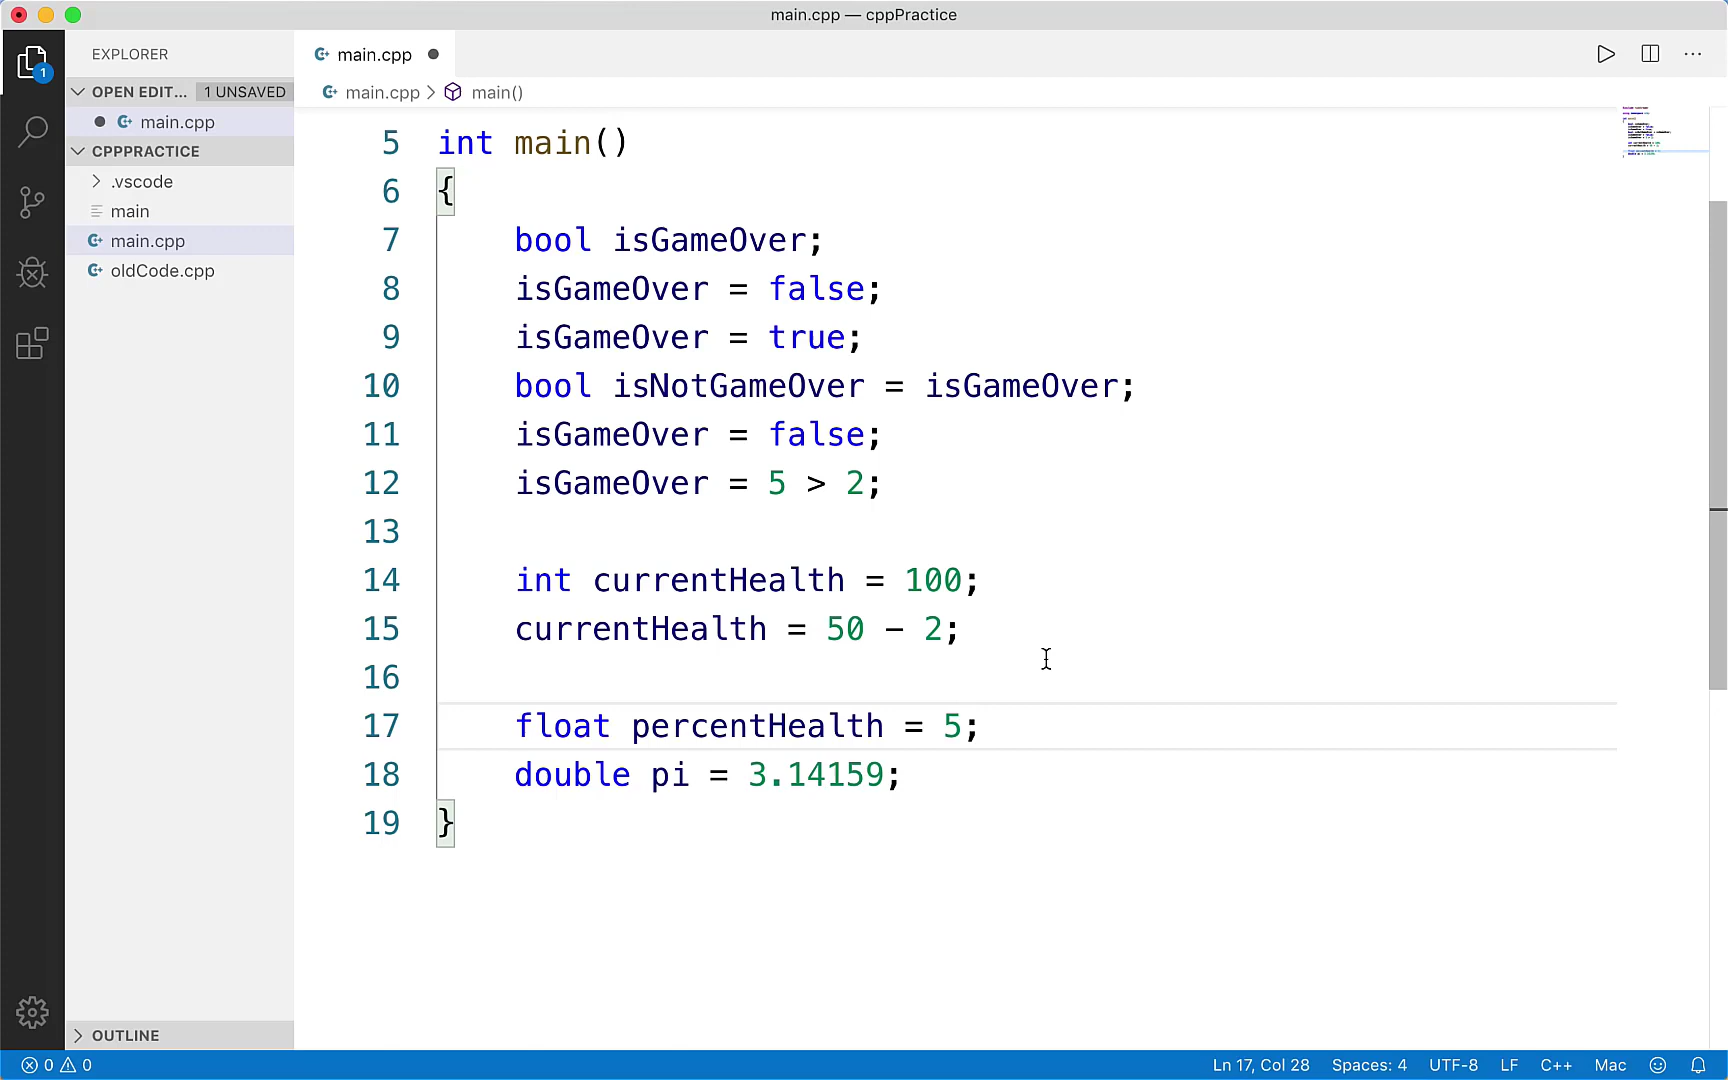 main.cpp — cppPractice
EXPLORER
OPEN EDIT... 1 UNSAVED
main.cpp
CPPPRACTICE
.vscode
main
main.cpp
oldCode.cpp
OUTLINE
main.cpp
main.cpp > main()
5 int main()
6 {
7 bool isGameOver;
8 isGameOver = false;
9 isGameOver = true;
10 bool isNotGameOver = isGameOver;
11 isGameOver = false;
12 isGameOver = 5 > 2;
13
14 int currentHealth = 100;
15 currentHealth = 50 - 2;
16
17 float percentHealth = 5;
18 double pi = 3.14159;
19 }
1
0 0 Ln 17, Col 28 Spaces: 4 UTF-8 LF C++ Mac